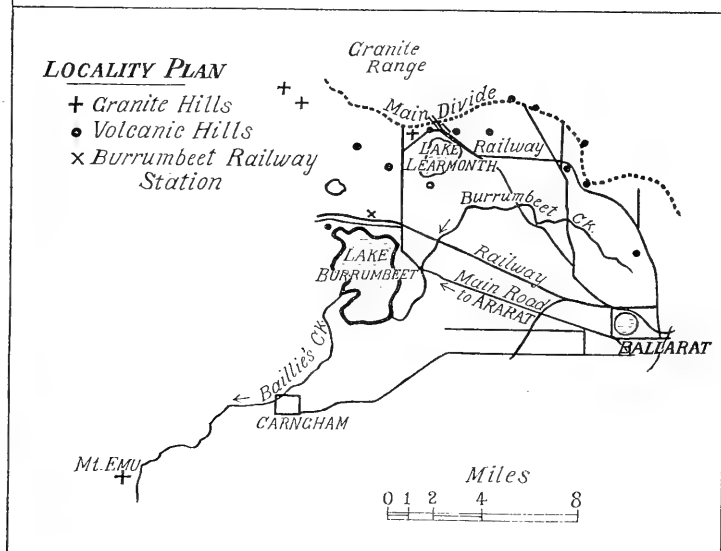 LOCALITY PLAN
+ Granite Hills
• Volcanic Hills
× Burrumbeet Railway
Station
Granite
Range
Main Divide
LAKE
LEARMONTH
Railway
Burrumbeet CK.
LAKE
BURRUMBEET
Railway
Main Road
← to ARARAT
BALLARAT
← Baillie's CK.
CARNGHAM
Mt. EMU
Miles
0 1 2 4 8